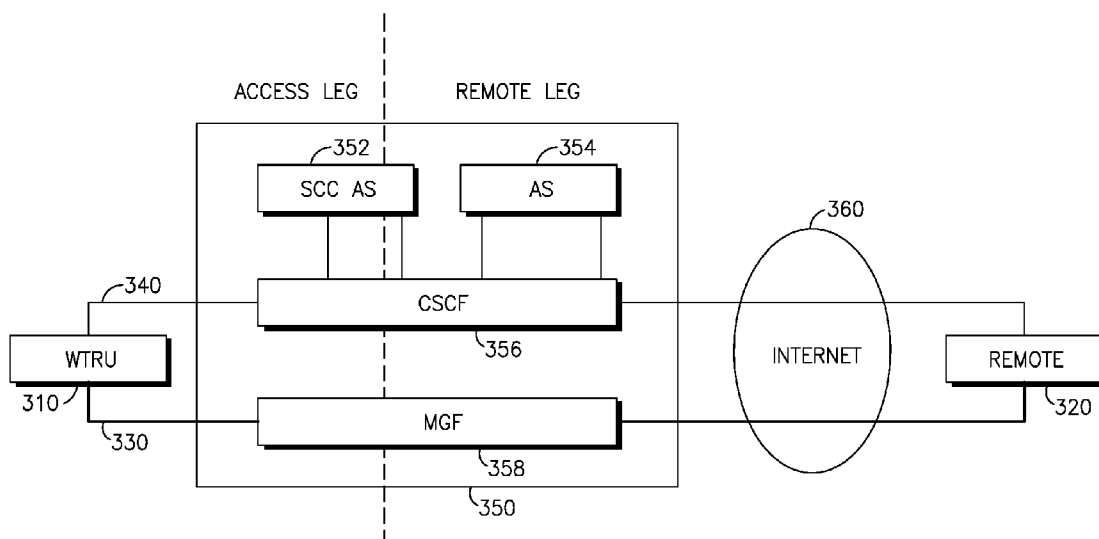 ACCESS LEG
REMOTE LEG
352
354
SCC AS
AS
360
340
CSCF
356
WTRU
INTERNET
REMOTE
310
320
330
MGF
358
350